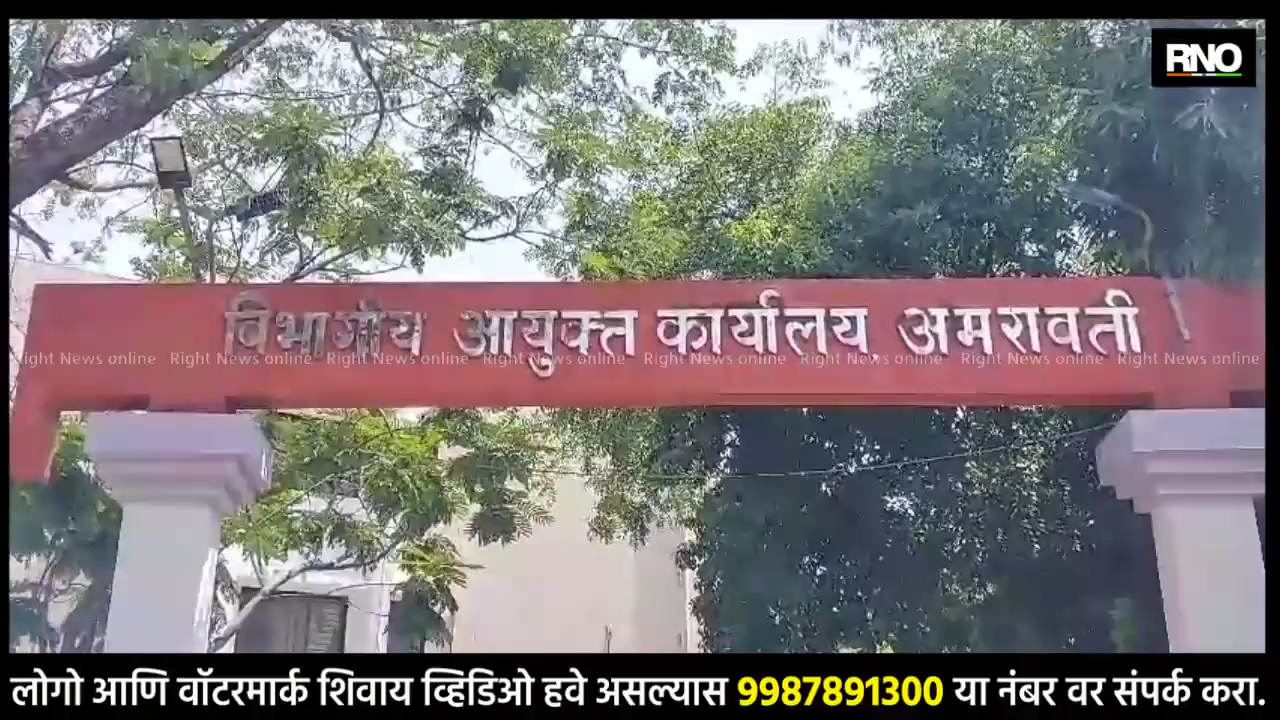 RNO
विभागीय आयुक्त कार्यालय, अमरावती
Right News online Right News online Right News online Right News online Right News online Right News online Right News online Right News online
लोगो आणि वॉटरमार्क शिवाय व्हिडिओ हवे असल्यास 9987891300 या नंबर वर संपर्क करा.